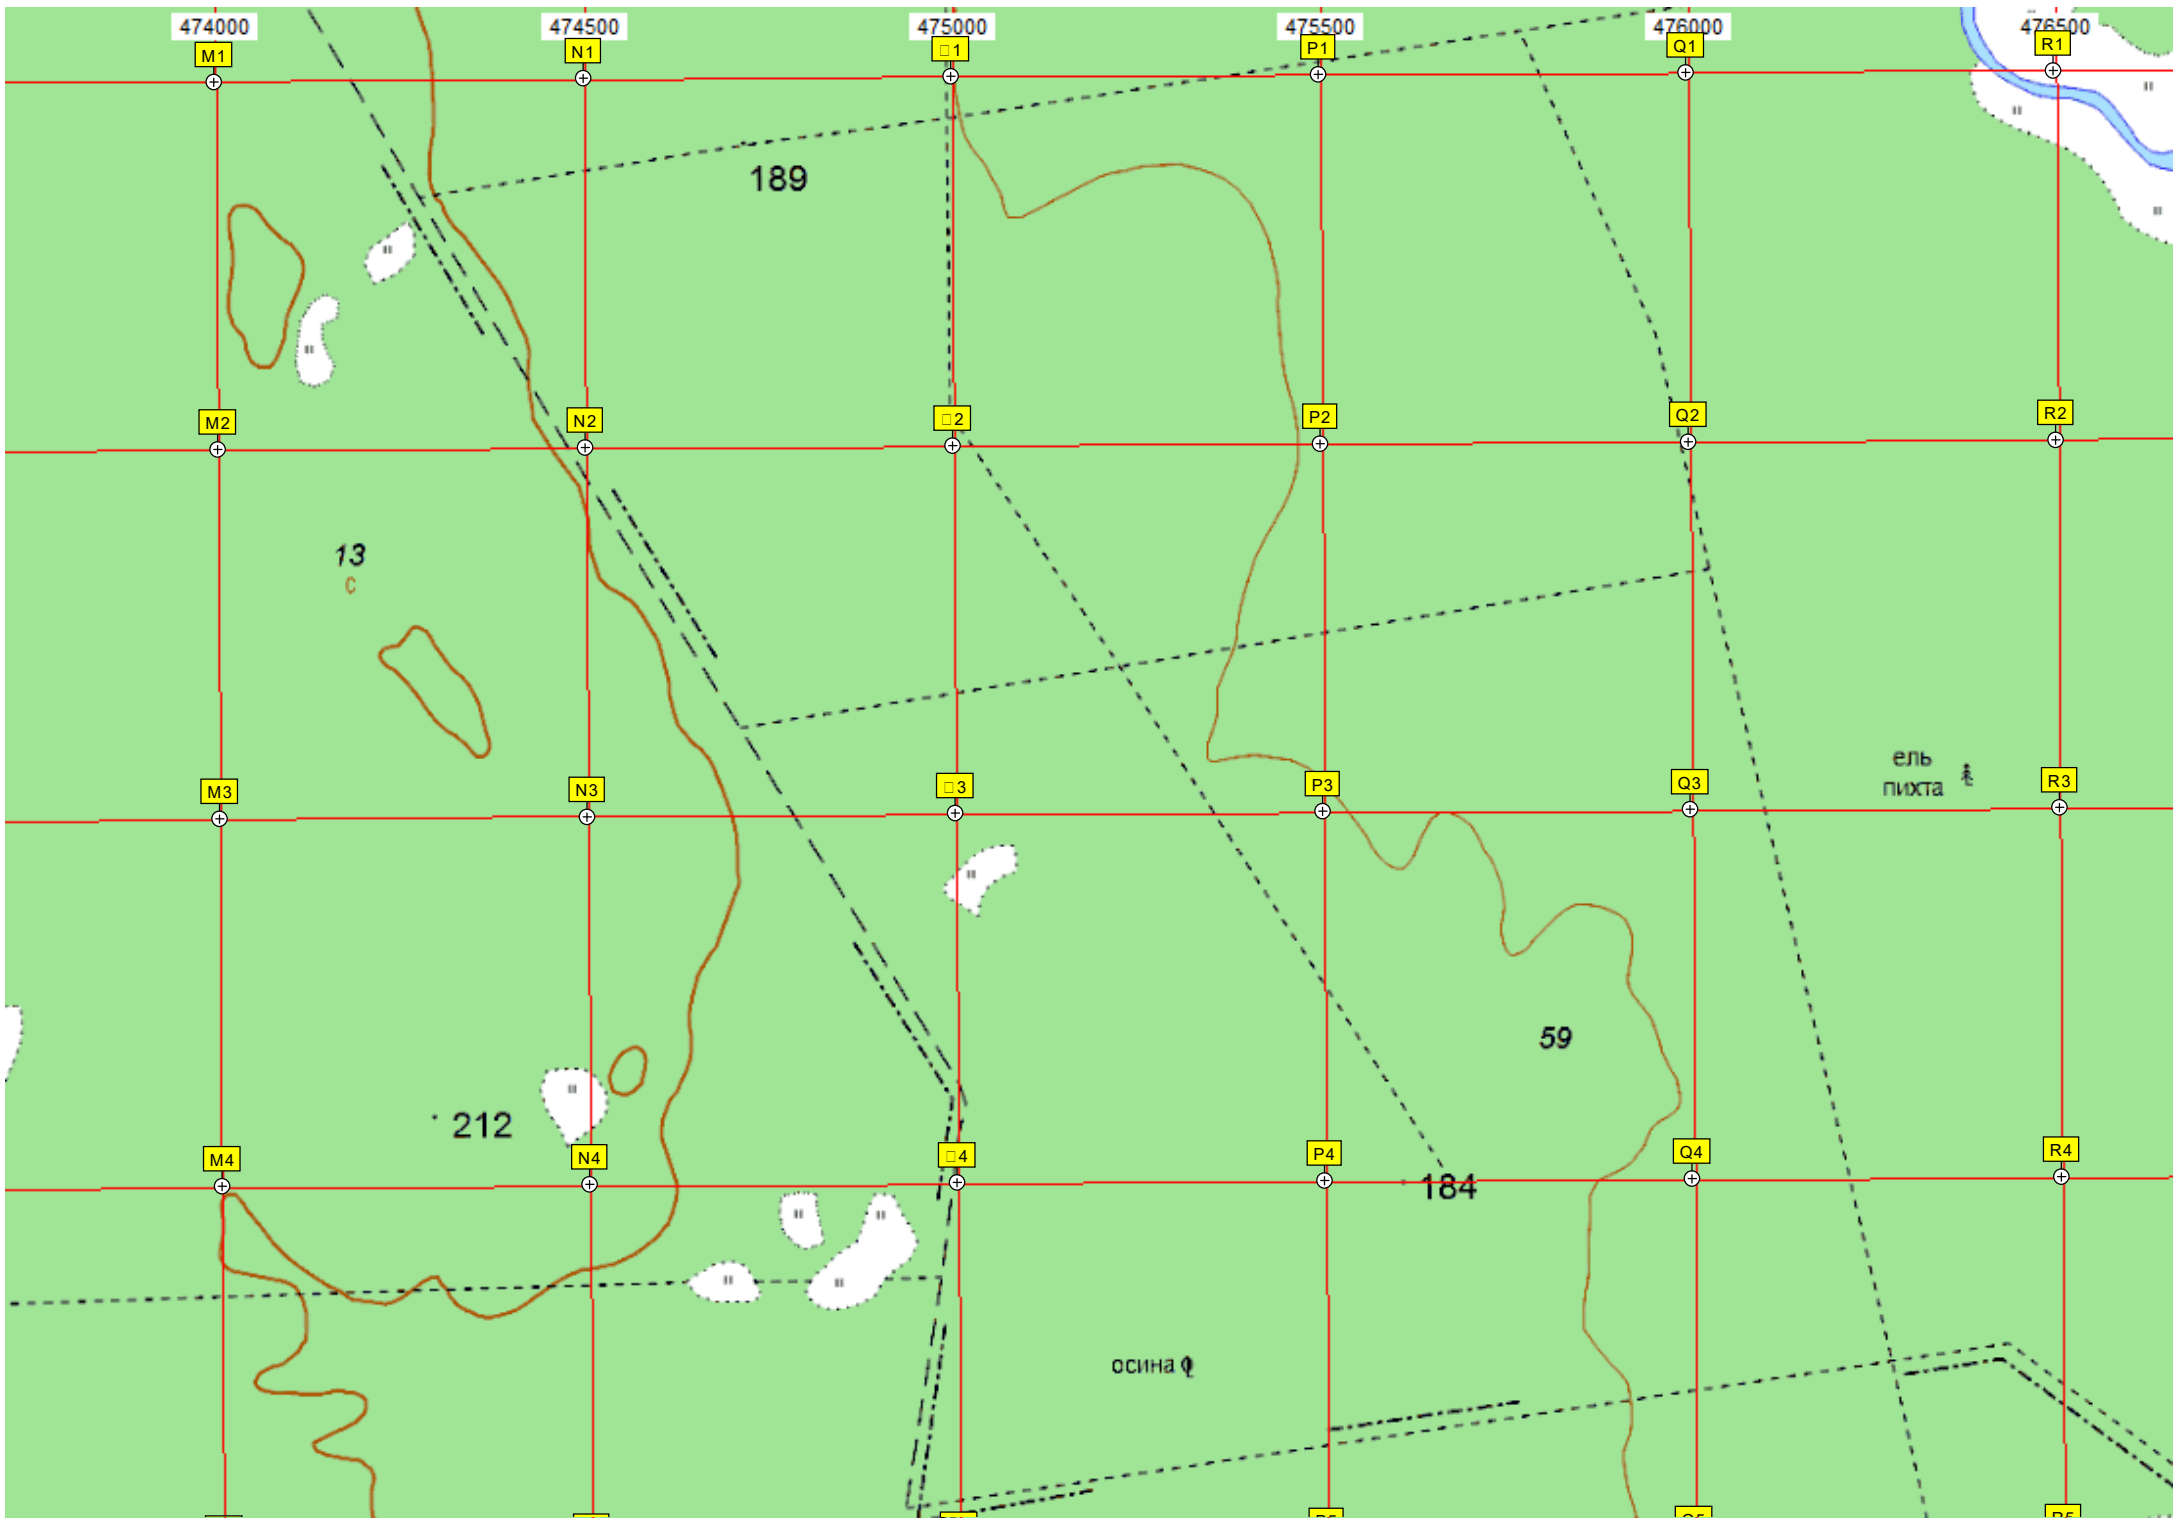 474000 474500 475000 475500 476000 476500
M1 N1 □1 P1 Q1 R1
189
M2 N2 □2 P2 Q2 R2
13
с
ель
пихта
M3 N3 □3 P3 Q3 R3
59
212
M4 N4 □4 P4 Q4 R4
184
осина